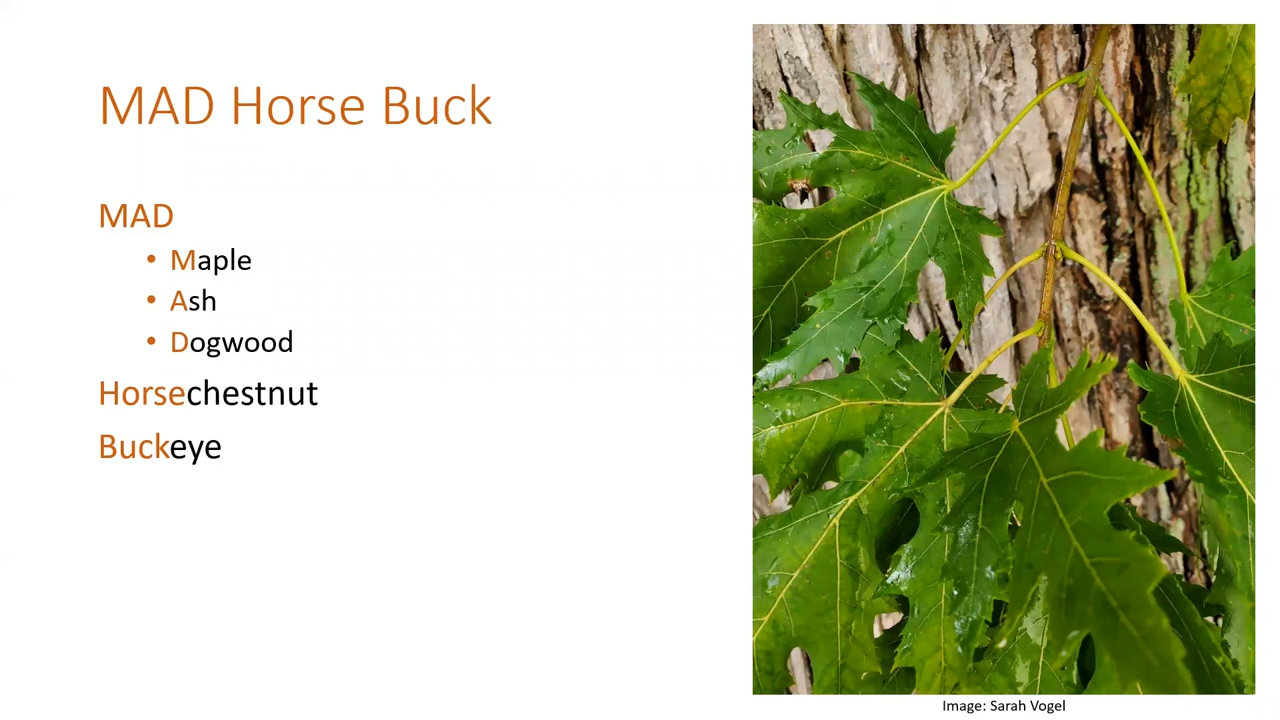 MAD Horse Buck
MAD
• Maple
• Ash
• Dogwood
Horsechestnut
Buckeye
Image: Sarah Vogel